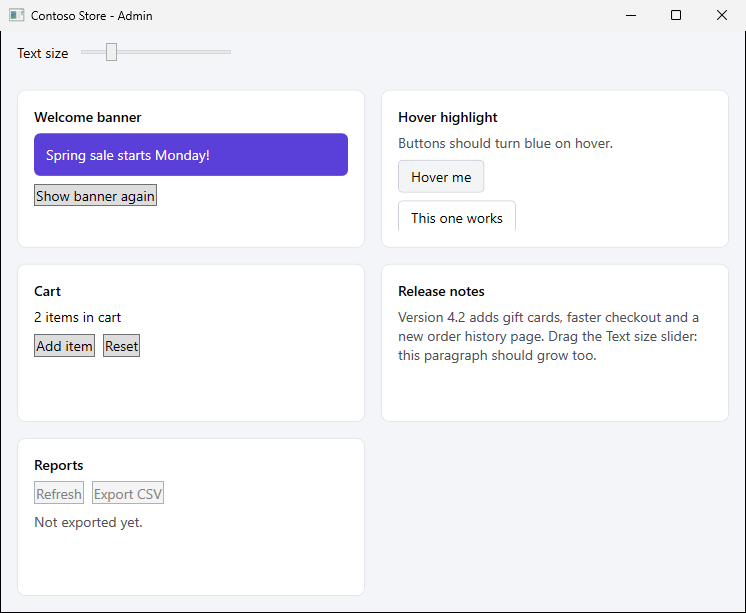 Contoso Store - Admin
Text size
Welcome banner
Spring sale starts Monday!
Show banner again
Hover highlight
Buttons should turn blue on hover.
Hover me
This one works
Cart
2 items in cart
Add item Reset
Release notes
Version 4.2 adds gift cards, faster checkout and a
new order history page. Drag the Text size slider:
this paragraph should grow too.
Reports
Refresh Export CSV
Not exported yet.